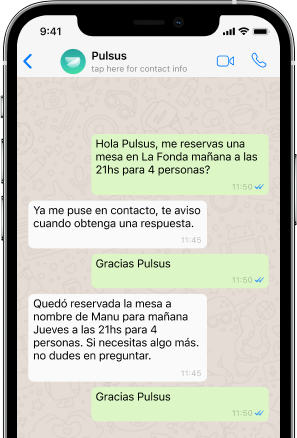 9:41
Pulsus
tap here for contact info
Hola Pulsus, me reservas una
mesa en La Fonda mañana a las
21hs para 4 personas?
11:50
Ya me puse en contacto, te aviso
cuando obtenga una respuesta.
11:45
Gracias Pulsus
11:50
Quedó reservada la mesa a
nombre de Manu para mañana
Jueves a las 21hs para 4
personas. Si necesitas algo más.
no dudes en preguntar.
11:45
Gracias Pulsus
11:50